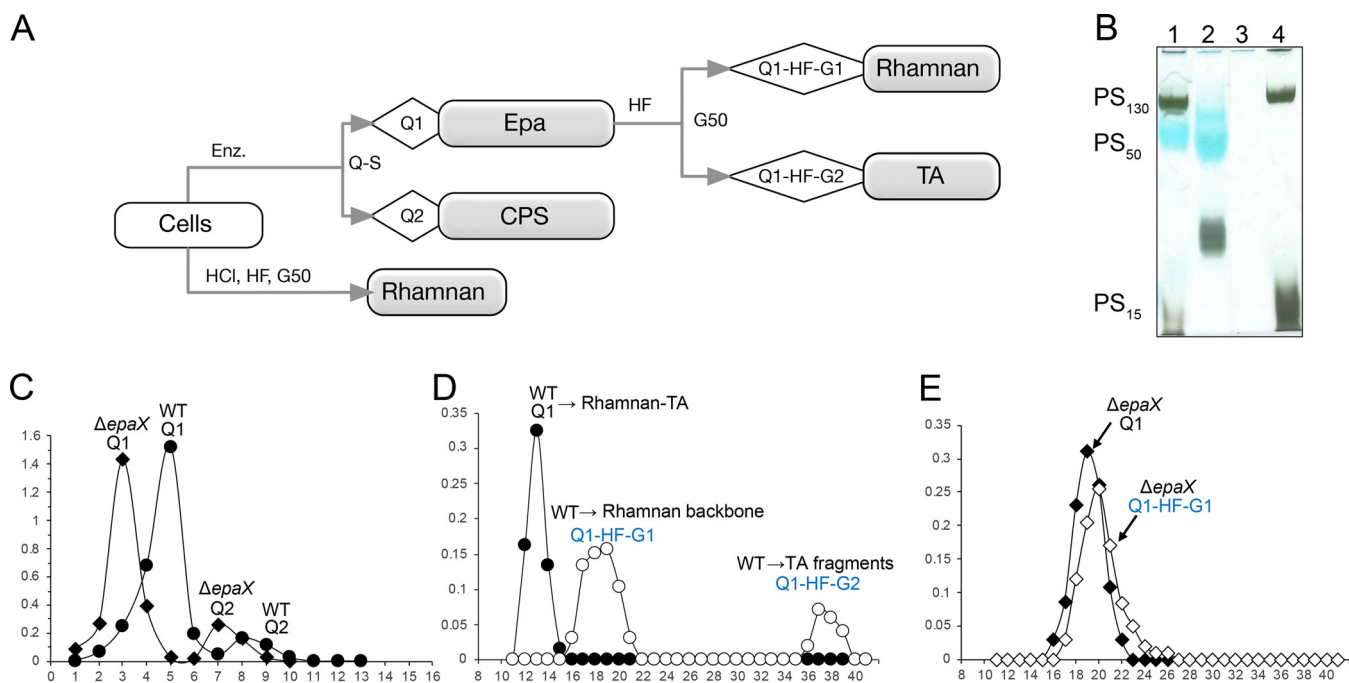 A
Enz.
Q-S
Q1
Epa
Q2
CPS
HF
G50
Q1-HF-G1
Rhamnan
Q1-HF-G2
TA
Cells
HCl, HF, G50
Rhamnan
B
1 2 3 4
PS130
PS50
PS15
C
ΔepaX
Q1
WT
Q1
ΔepaX
Q2
WT
Q2
1.6
1.4
1.2
1
0.8
0.6
0.4
0.2
0
0 1 2 3 4 5 6 7 8 9 10 11 12 13 14 15 16
D
WT
Q1 → Rhamnan-TA
WT→ Rhamnan backbone
Q1-HF-G1
WT→TA fragments
Q1-HF-G2
0.35
0.3
0.25
0.2
0.15
0.1
0.05
0
8 10 12 14 16 18 20 22 24 26 28 30 32 34 36 38 40
E
ΔepaX
Q1
ΔepaX
Q1-HF-G1
0.35
0.3
0.25
0.2
0.15
0.1
0.05
0
8 10 12 14 16 18 20 22 24 26 28 30 32 34 36 38 40